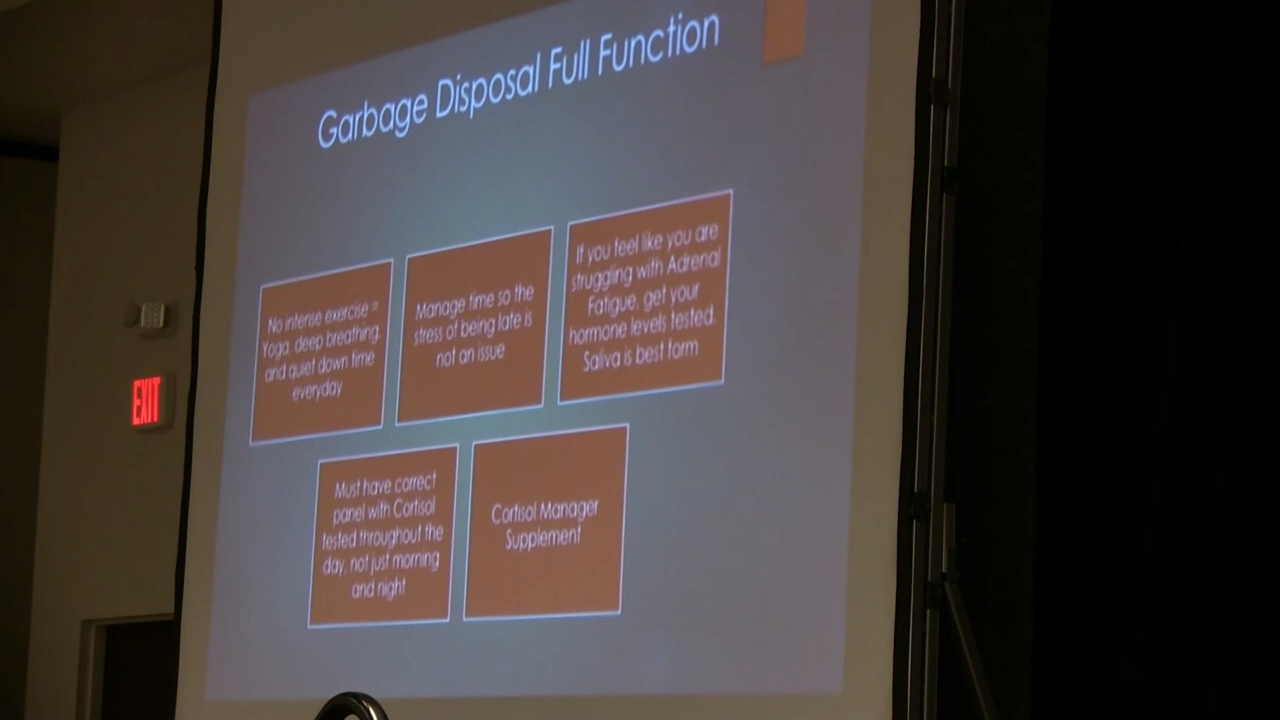 Garbage Disposal Full Function
No intense exercise =
Yoga, deep breathing,
and quiet down time
everyday
Manage time so the
stress of being late is
not an issue
If you feel like you are
struggling with Adrenal
Fatigue, get your
hormone levels tested.
Saliva is best form
Must have correct
panel with Cortisol
tested throughout the
day, not just morning
and night
Cortisol Manager
Supplement
EXIT